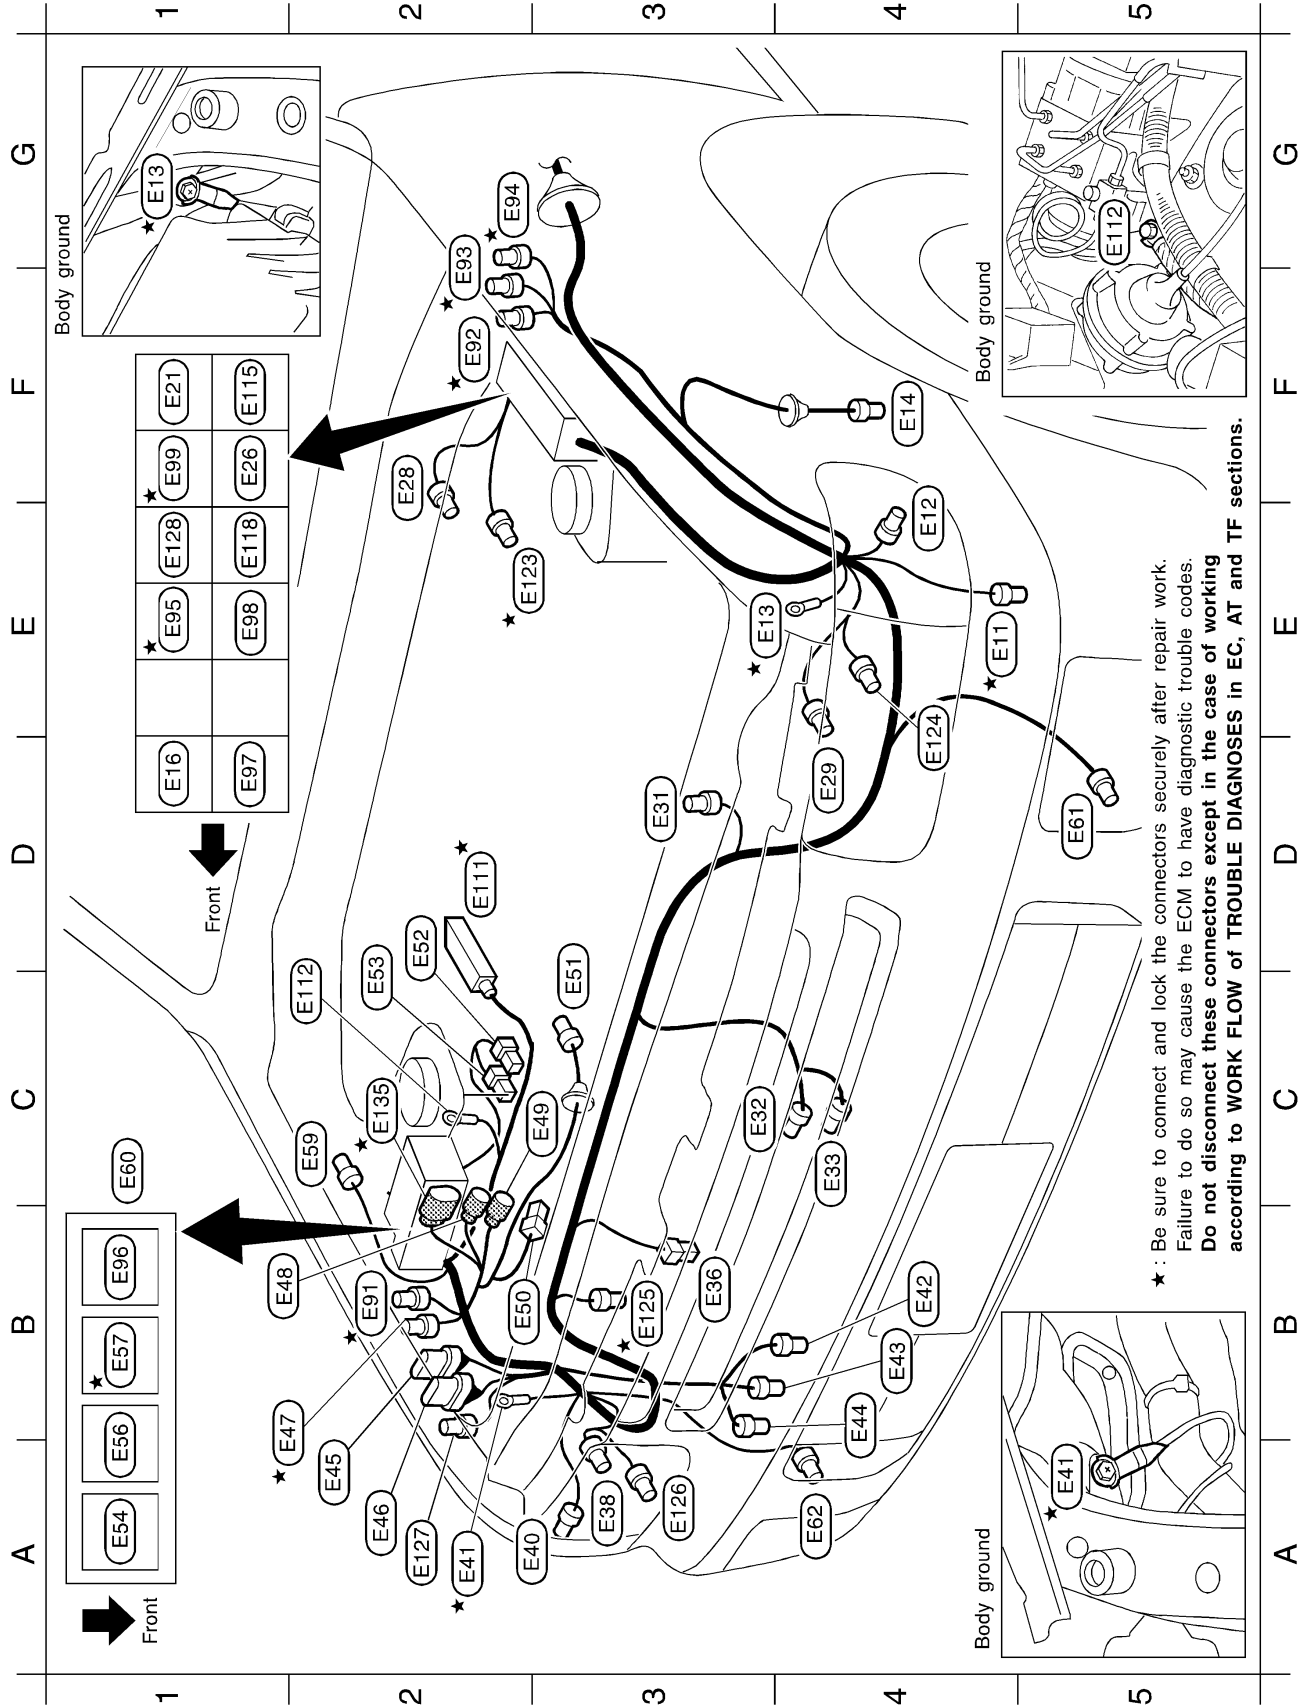 A
B
C
D
E
F
G
1
2
3
4
5
Front
E54
E56
★ E57
E96
E60
Front
E16
★ E95
E128
★ E99
E21
E97
E98
E118
E26
E115
Body ground
★ E13
E59
E112
★ E135
E53
E52
★ E111
E51
E49
E48
★ E91
E50
★ E47
E45
E46
E127
★ E41
E40
E38
E126
E62
★ E125
E36
E42
E43
E44
E32
E33
E31
E29
E124
E61
★ E13
★ E11
E12
E14
E28
★ E123
★ E92
★ E93
★ E94
Body ground
★ E41
Body ground
E112
★ : Be sure to connect and lock the connectors securely after repair work.
Failure to do so may cause the ECM to have diagnostic trouble codes.
Do not disconnect these connectors except in the case of working
according to WORK FLOW of TROUBLE DIAGNOSES in EC, AT and TF sections.
A
B
C
D
E
F
G
1
2
3
4
5